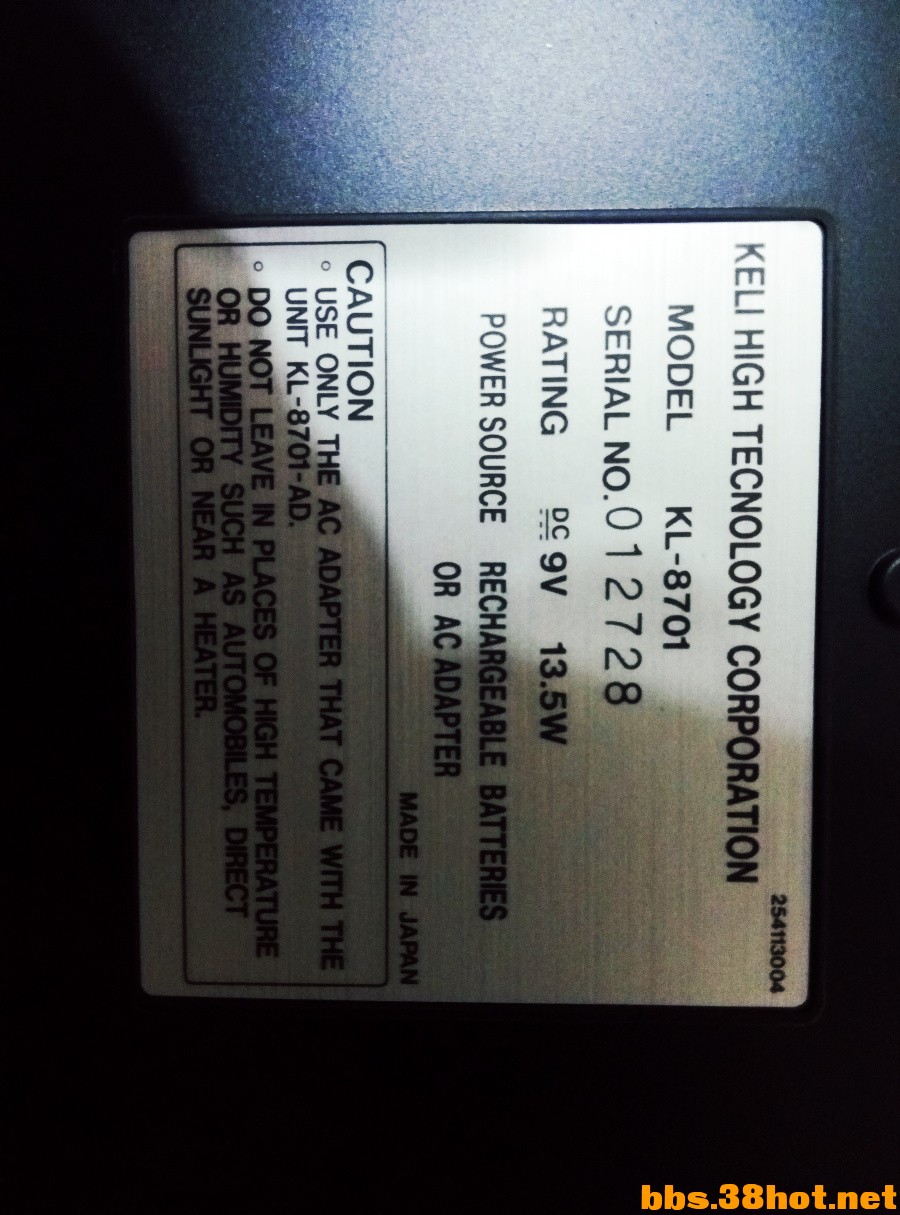 254113004
KELI HIGH TECNOLOGY CORPORATION
MODEL KL-8701
SERIAL NO. 012728
RATING DC 9V 13.5W
POWER SOURCE RECHARGEABLE BATTERIES
OR AC ADAPTER
MADE IN JAPAN
CAUTION
◦ USE ONLY THE AC ADAPTER THAT CAME WITH THE
UNIT KL-8701-AD.
◦ DO NOT LEAVE IN PLACES OF HIGH TEMPERATURE
OR HUMIDITY SUCH AS AUTOMOBILES, DIRECT
SUNLIGHT OR NEAR A HEATER.
bbs.38hot.net